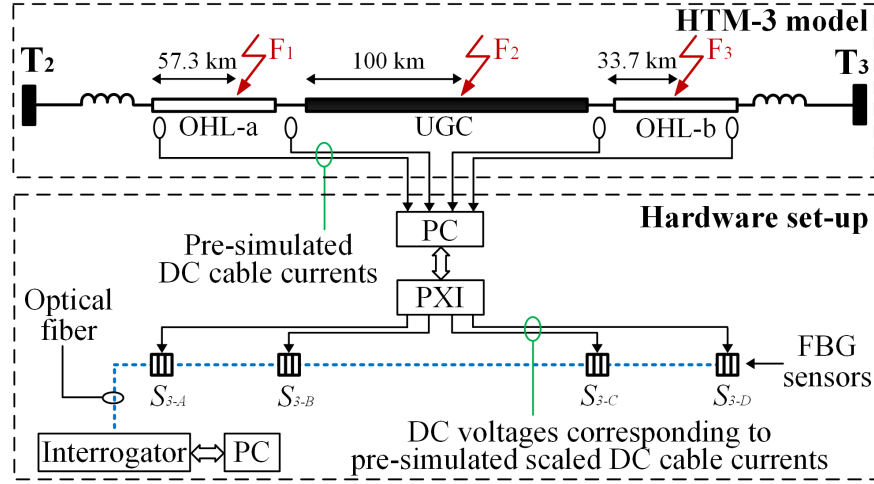 HTM-3 model
57.3 km
F1
100 km
F2
33.7 km
F3
T2
T3
OHL-a
UGC
OHL-b
Hardware set-up
PC
Pre-simulated
DC cable currents
PXI
Optical
fiber
FBG
sensors
S3-A
S3-B
S3-C
S3-D
Interrogator
PC
DC voltages corresponding to
pre-simulated scaled DC cable currents